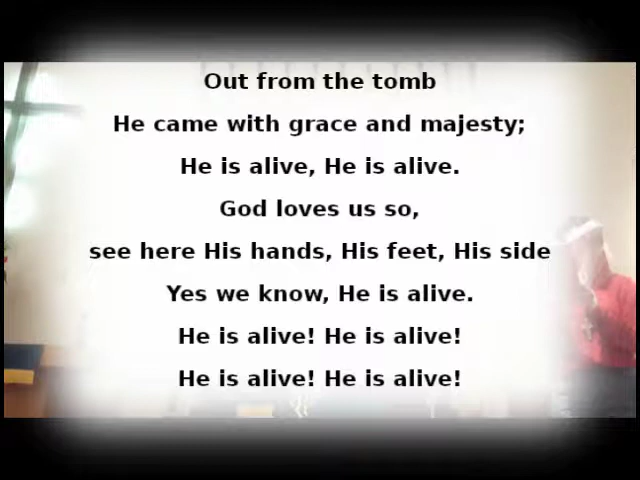 Out from the tomb
He came with grace and majesty;
He is alive, He is alive.
God loves us so,
see here His hands, His feet, His side
Yes we know, He is alive.
He is alive! He is alive!
He is alive! He is alive!